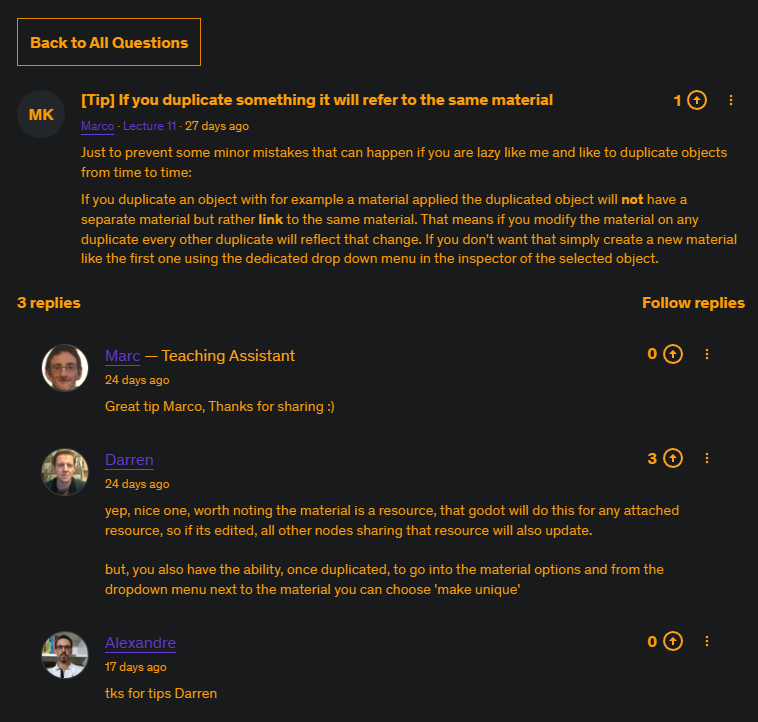 Back to All Questions
MK
[Tip] If you duplicate something it will refer to the same material
1
Marco · Lecture 11 · 27 days ago
Just to prevent some minor mistakes that can happen if you are lazy like me and like to duplicate objects
from time to time:
If you duplicate an object with for example a material applied the duplicated object will not have a
separate material but rather link to the same material. That means if you modify the material on any
duplicate every other duplicate will reflect that change. If you don't want that simply create a new material
like the first one using the dedicated drop down menu in the inspector of the selected object.
3 replies
Follow replies
Marc — Teaching Assistant
0
24 days ago
Great tip Marco, Thanks for sharing :)
Darren
3
24 days ago
yep, nice one, worth noting the material is a resource, that godot will do this for any attached
resource, so if its edited, all other nodes sharing that resource will also update.
but, you also have the ability, once duplicated, to go into the material options and from the
dropdown menu next to the material you can choose 'make unique'
Alexandre
0
17 days ago
tks for tips Darren